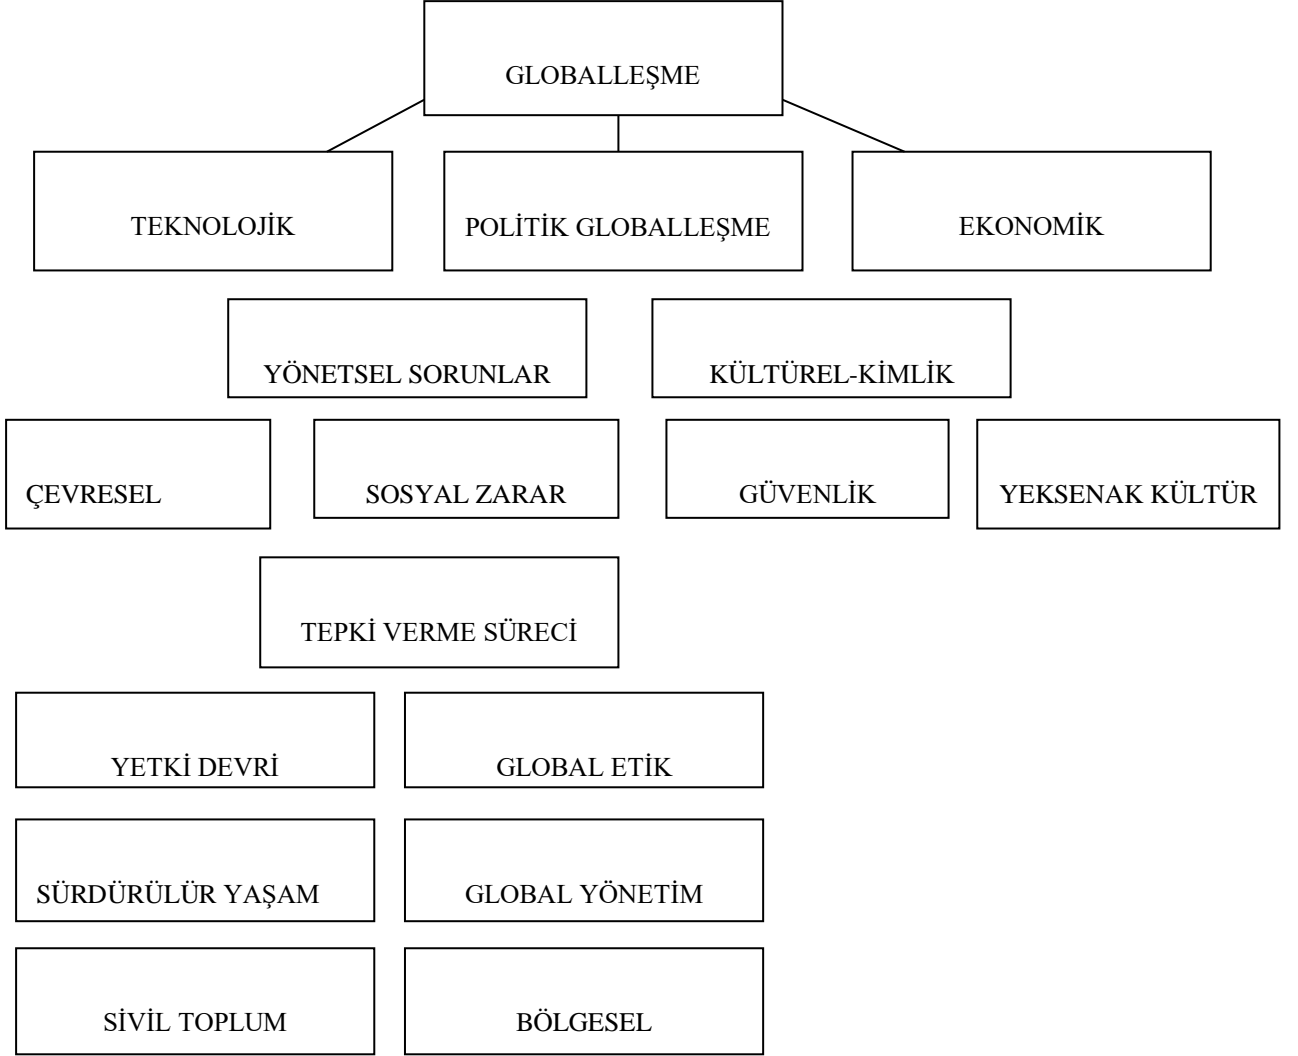 GLOBALLEŞME
TEKNOLOJİK
POLİTİK GLOBALLEŞME
EKONOMİK
YÖNETSEL SORUNLAR
KÜLTÜREL-KİMLİK
ÇEVRESEL
SOSYAL ZARAR
GÜVENLİK
YEKSENAK KÜLTÜR
TEPKİ VERME SÜRECİ
YETKİ DEVRİ
GLOBAL ETİK
SÜRDÜRÜLÜR YAŞAM
GLOBAL YÖNETİM
SİVİL TOPLUM
BÖLGESEL